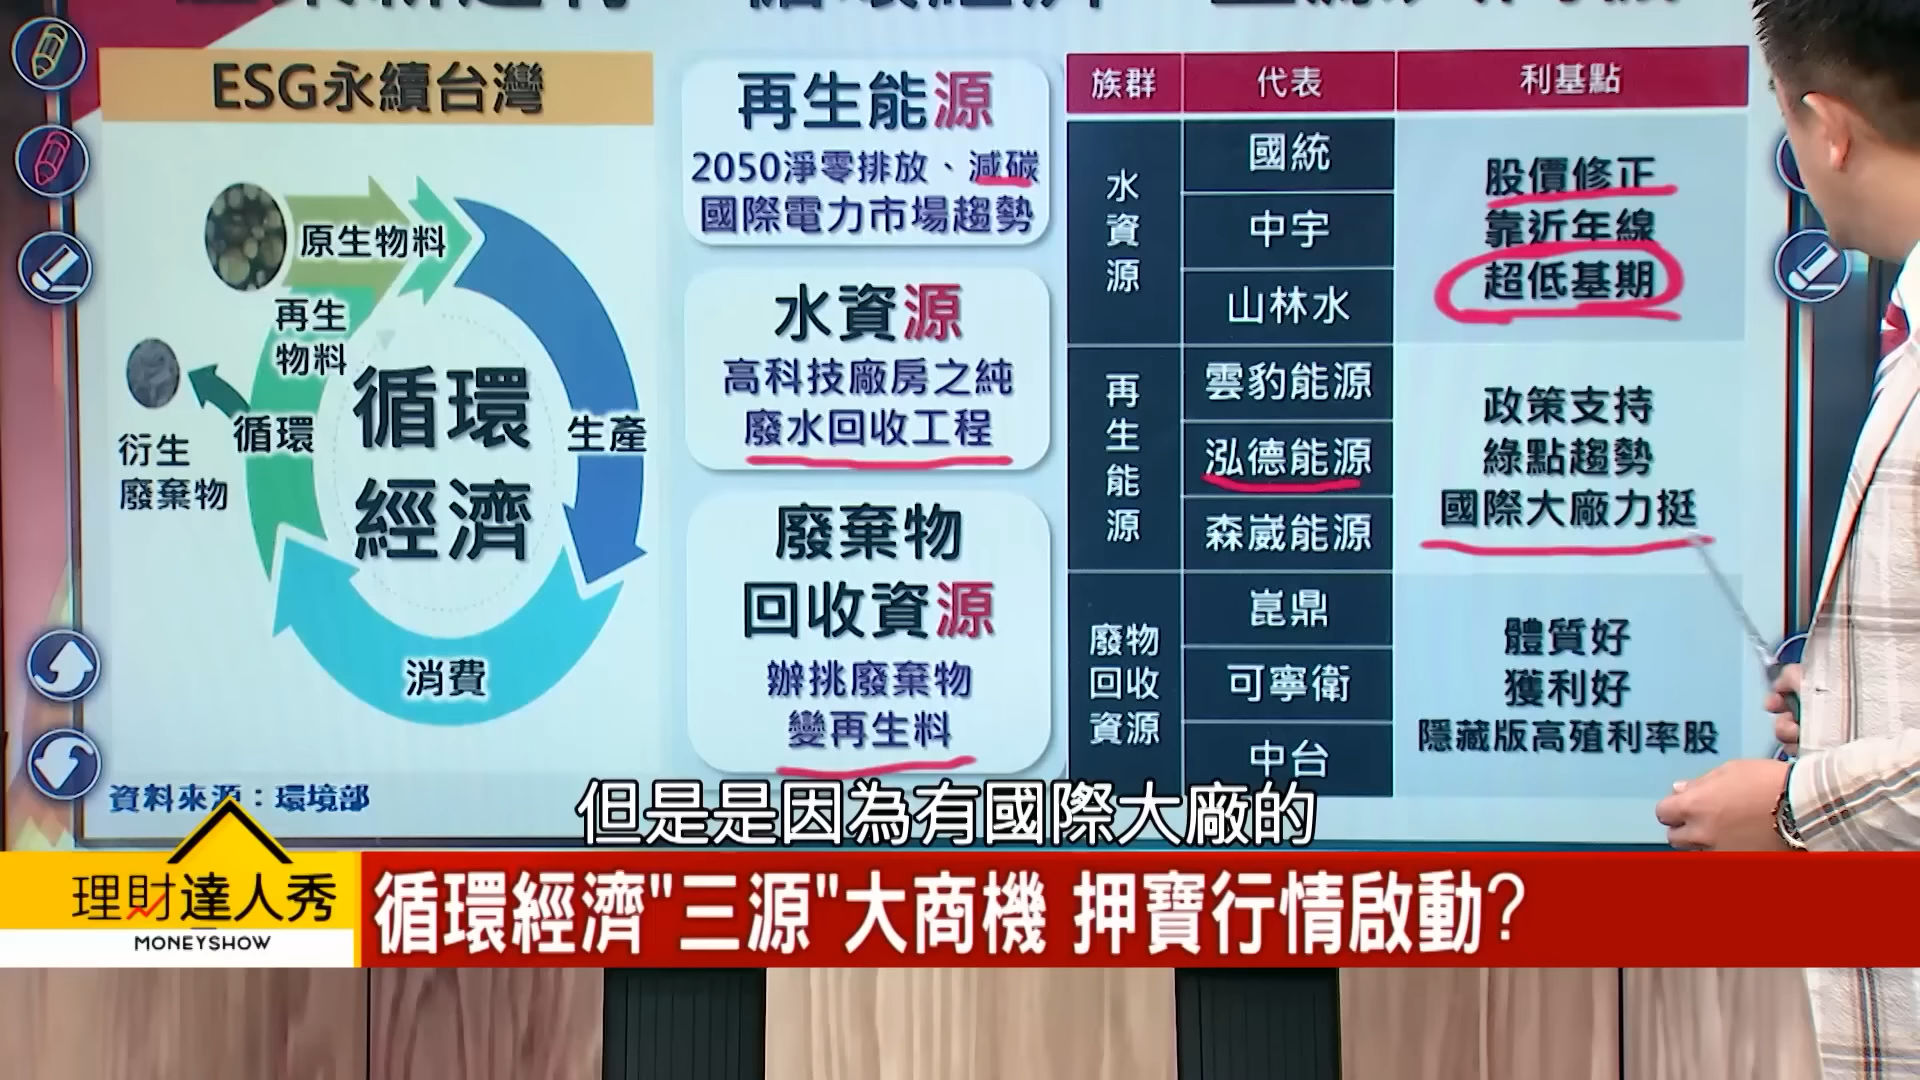 ESG永續台灣
原生物料
再生
物料
循環
衍生
廢棄物
循環
經濟
生產
消費
資料來源：環境部
再生能源
2050淨零排放、減碳
國際電力市場趨勢
水資源
高科技廠房之純
廢水回收工程
廢棄物
回收資源
辦挑廢棄物
變再生料
族群 代表 利基點
水資源
國統
中宇
山林水
股價修正
靠近年線
超低基期
再生能源
雲豹能源
泓德能源
森崴能源
政策支持
綠點趨勢
國際大廠力挺
廢物
回收
資源
崑鼎
可寧衛
中台
體質好
獲利好
隱藏版高殖利率股
但是是因為有國際大廠的
理財達人秀
MONEYSHOW
循環經濟"三源"大商機 押寶行情啟動?